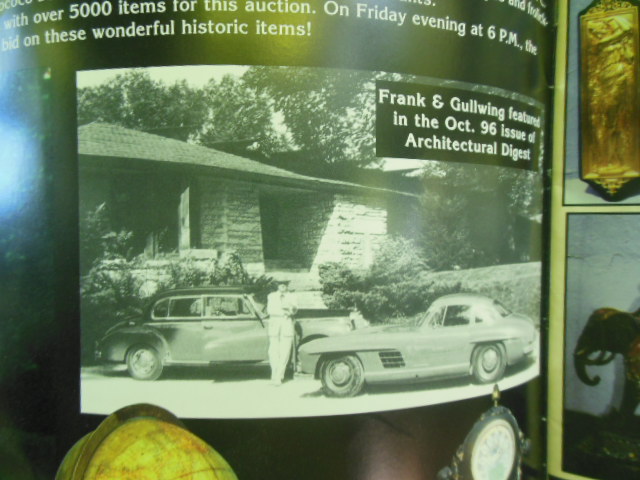 with over 5000 items for this auction. On Friday evening at 6 P.M., the
bid on these wonderful historic items!
Frank & Gullwing featured
in the Oct. 96 issue of
Architectural Digest